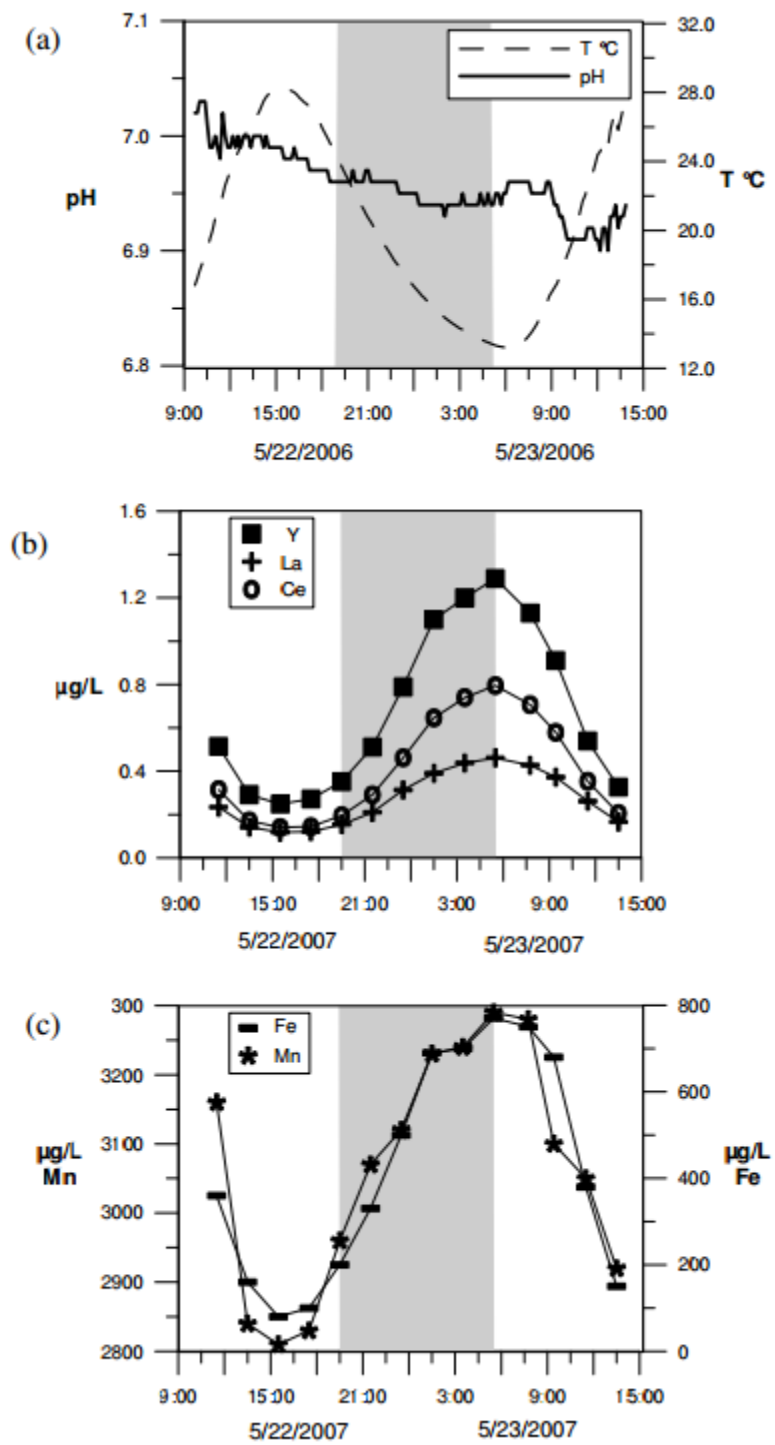 (a)
7.1
7.0
6.9
6.8
pH
32.0
28.0
24.0
20.0
16.0
12.0
T ºC
T ºC
pH
9:00 15:00 21:00 3:00 9:00 15:00
5/22/2006 5/23/2006
(b)
1.6
1.2
0.8
0.4
0.0
µg/L
Y
La
Ce
9:00 15:00 21:00 3:00 9:00 15:00
5/22/2007 5/23/2007
(c)
300
3200
3100
3000
2900
2800
µg/L
Mn
800
600
400
200
0
µg/L
Fe
Fe
Mn
9:00 15:00 21:00 3:00 9:00 15:00
5/22/2007 5/23/2007